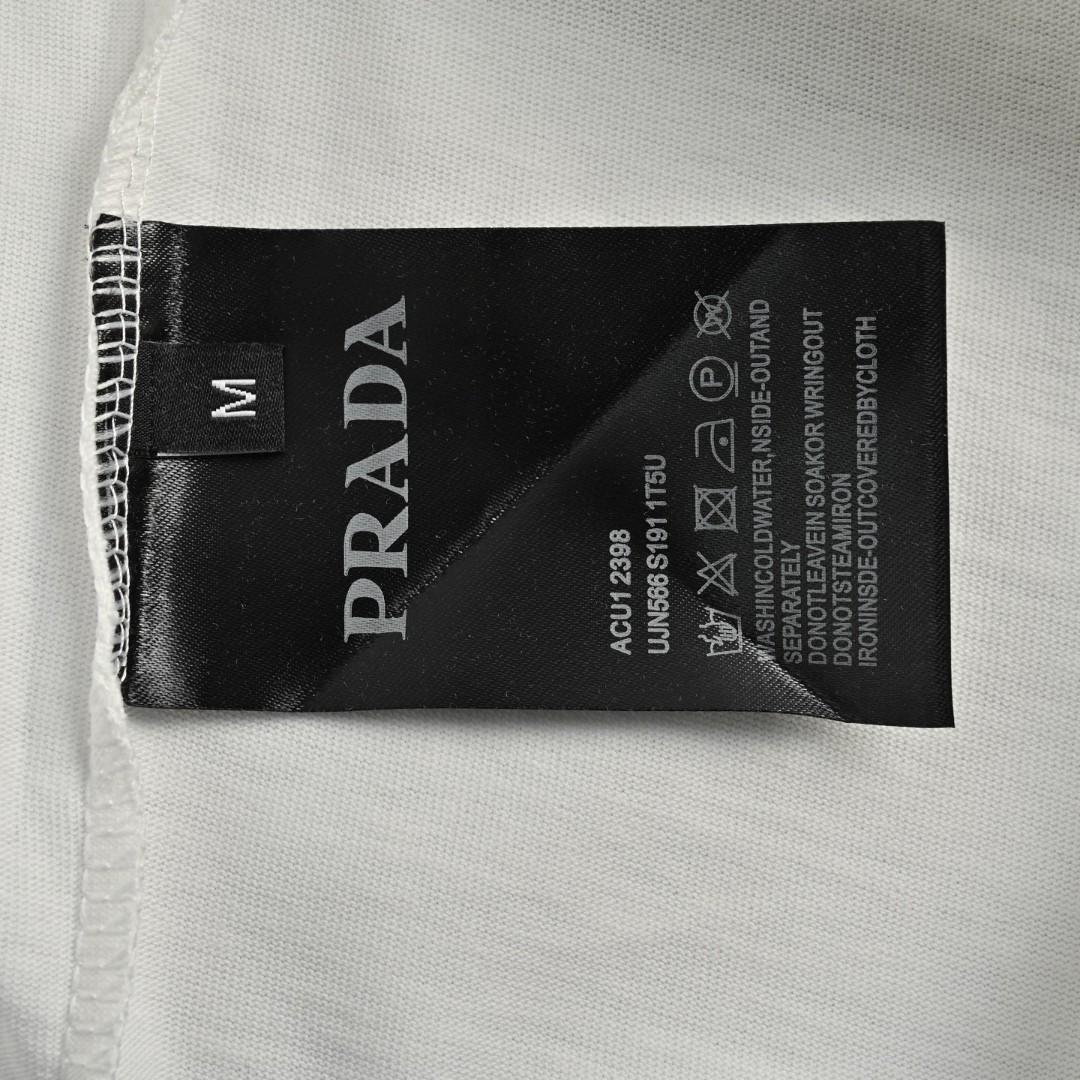 M
PRADA
ACU1 2398
UJN566 S191 1T5U
P
WASHINCOLDWATER,NSIDE-OUTAND
SEPARATELY
DONOTLEAVEIN SOAKOR WRINGOUT
DONOTSTEAMIRON
IRONINSDE-OUTCOVEREDBYCLOTH